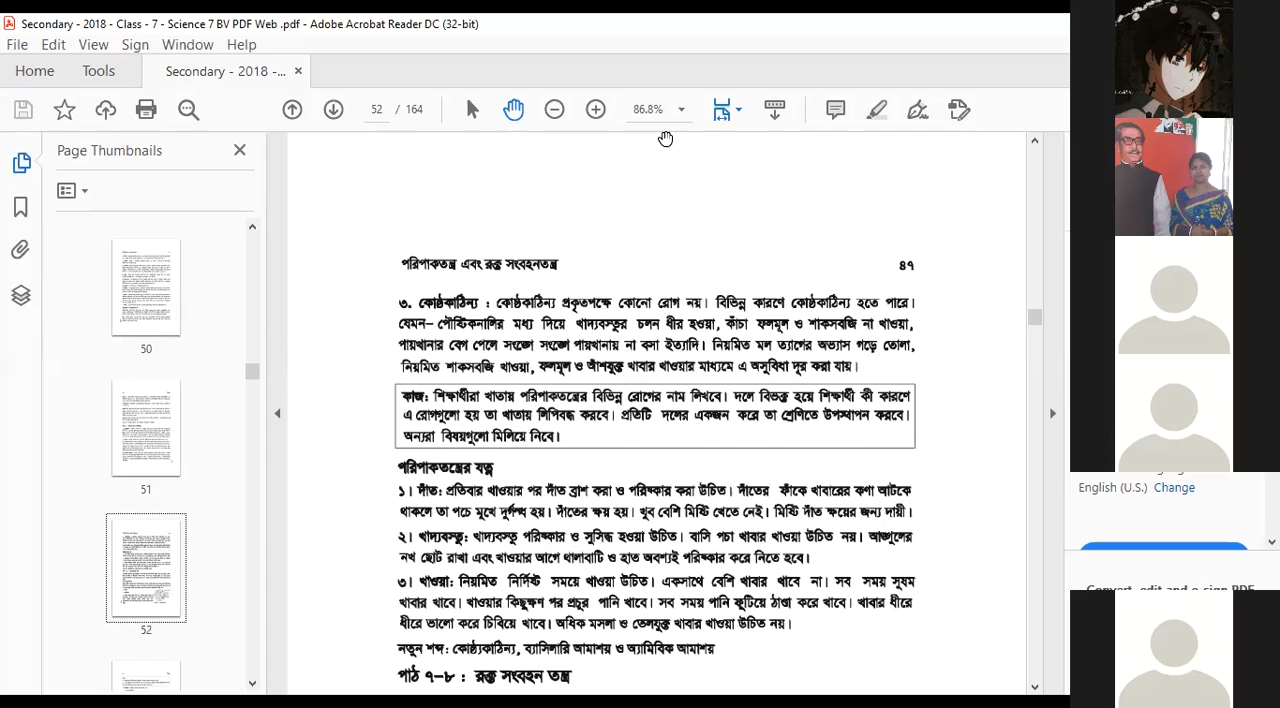 Secondary - 2018 - Class - 7 - Science 7 BV PDF Web .pdf - Adobe Acrobat Reader DC (32-bit)
File Edit View Sign Window Help
Home Tools Secondary - 2018 -... ×
52 / 164 86.8%
Page Thumbnails
50
51
52
পরিপাকতন্ত্র এবং রক্ত সংবহনতন্ত্র ৪৭
৩. কোষ্ঠকাঠিন্য : কোষ্ঠকাঠিন্য প্রকৃতপক্ষে কোনো রোগ নয়। বিভিন্ন কারণে কোষ্ঠকাঠিন্য হতে পারে।
যেমন– পৌষ্টিকনালির মধ্য দিয়ে খাদ্যবস্তুর চলন ধীর হওয়া, কাঁচা ফলমূল ও শাকসবজি না খাওয়া,
পায়খানার বেগ পেলে সঙ্গে সঙ্গে পায়খানায় না বসা ইত্যাদি। নিয়মিত মল ত্যাগের অভ্যাস গড়ে তোলা,
নিয়মিত শাকসবজি খাওয়া, ফলমূল ও আঁশযুক্ত খাবার খাওয়ার মাধ্যমে এ অসুবিধা দূর করা যায়।
কাজ: শিক্ষার্থীরা খাতায় পরিপাকতন্ত্রের বিভিন্ন রোগের নাম লিখবে। দলে বিভক্ত হয়ে শিক্ষার্থী কী কারণে
এ রোগগুলো হয় তা খাতায় লিপিবদ্ধ করবে। প্রতিটি দলের একজন করে তা শ্রেণিতে উপস্থাপন করবে।
অন্যরা বিষয়গুলো মিলিয়ে নিবে।
পরিপাকতন্ত্রের যত্ন
১। দাঁত: প্রতিবার খাওয়ার পর দাঁত ব্রাশ করা ও পরিষ্কার করা উচিত। দাঁতের ফাঁকে খাবারের কণা আটকে
থাকলে তা পচে মুখে দুর্গন্ধ হয়। দাঁতের ক্ষয় হয়। খুব বেশি মিষ্টি খেতে নেই। মিষ্টি দাঁত ক্ষয়ের জন্য দায়ী।
২। খাদ্যবস্তু: খাদ্যবস্তু পরিষ্কার ও সুসিদ্ধ হওয়া উচিত। বাসি পচা খাবার খাওয়া উচিত নয়। আঙ্গুলের
নখ ছোট রাখা এবং খাওয়ার আগে থালাবাটি ও হাত অবশ্যই পরিষ্কার করে নিতে হবে।
৩। খাওয়া: নিয়মিত নির্দিষ্ট সময়ে খাওয়া উচিত। একসাথে বেশি খাবার খাবে না। সব সময় সুষম
খাবার খাবে। খাওয়ার কিছুক্ষণ পর প্রচুর পানি খাবে। সব সময় পানি ফুটিয়ে ঠাণ্ডা করে খাবে। খাবার ধীরে
ধীরে ভালো করে চিবিয়ে খাবে। অধিক মসলা ও তেলযুক্ত খাবার খাওয়া উচিত নয়।
নতুন শব্দ: কোষ্ঠ্যকাঠিন্য, ব্যাসিলারি আমাশয় ও অ্যামিবিক আমাশয়
পাঠ ৭–৮ : রক্ত সংবহন তন্ত্র
English (U.S.) Change
Convert, edit and e-sign PDF